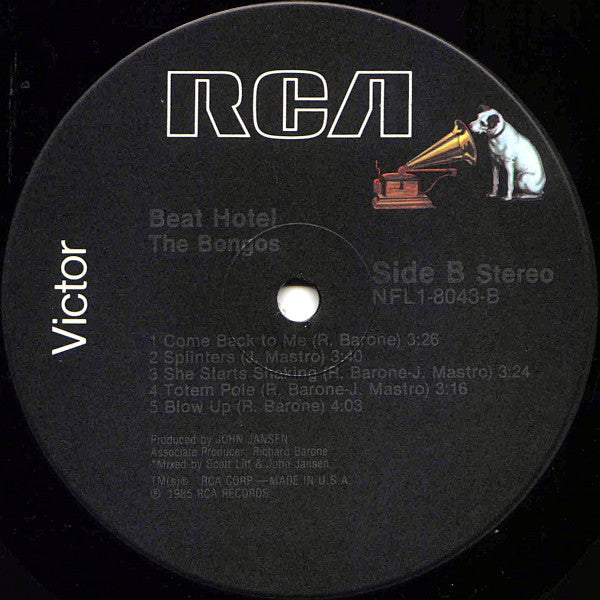 RCA
Victor
Beat Hotel
The Bongos
Side B Stereo
NFL1-8043-B
1 Come Back to Me (R. Barone) 3:26
2 Splinters (J. Mastro) 3:40
3 She Starts Shaking (R. Barone-J. Mastro) 3:24
4 Totem Pole (R. Barone-J. Mastro) 3:16
5 Blow Up (R. Barone) 4:03
Produced by JOHN JANSEN
Associate Producer: Richard Barone
*Mixed by Scott Litt & John Jansen
TM(s)® RCA CORP.—MADE IN U.S.A.
℗ 1985 RCA RECORDS